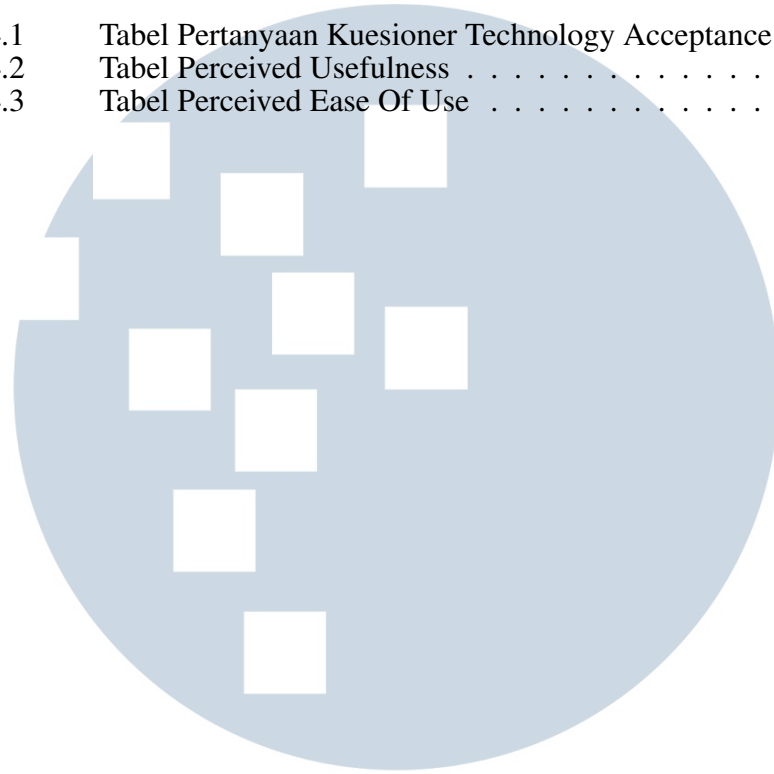 .1 Tabel Pertanyaan Kuesioner Technology Acceptance
.2 Tabel Perceived Usefulness . . . . . . . . . . . . .
.3 Tabel Perceived Ease Of Use . . . . . . . . . . . .